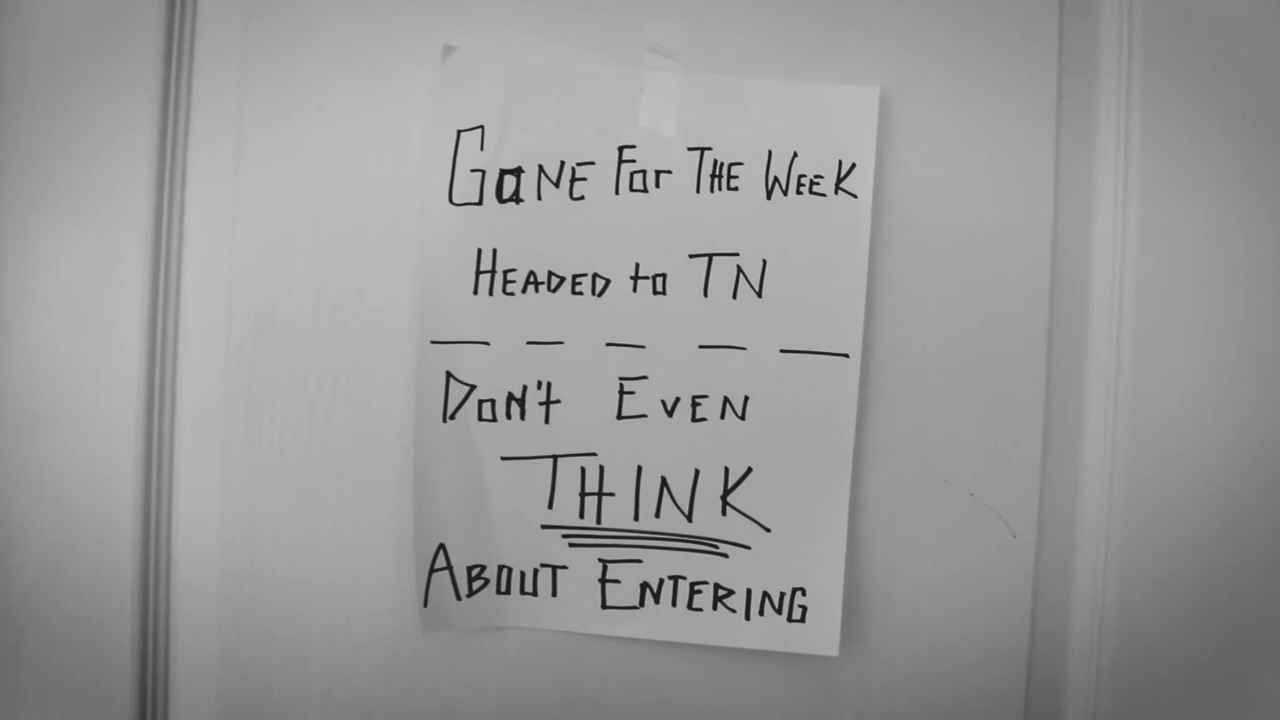 GONE FOR THE WEEK
HEADED to TN
DON't EVEN
THINK
ABOUT ENTERING